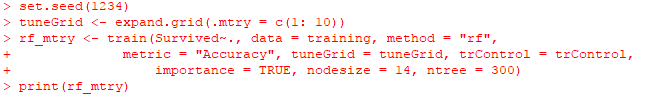 > set.seed(1234)
> tuneGrid <- expand.grid(.mtry = c(1: 10))
> rf_mtry <- train(Survived~., data = training, method = "rf",
+ metric = "Accuracy", tuneGrid = tuneGrid, trControl = trControl,
+ importance = TRUE, nodesize = 14, ntree = 300)
> print(rf_mtry)